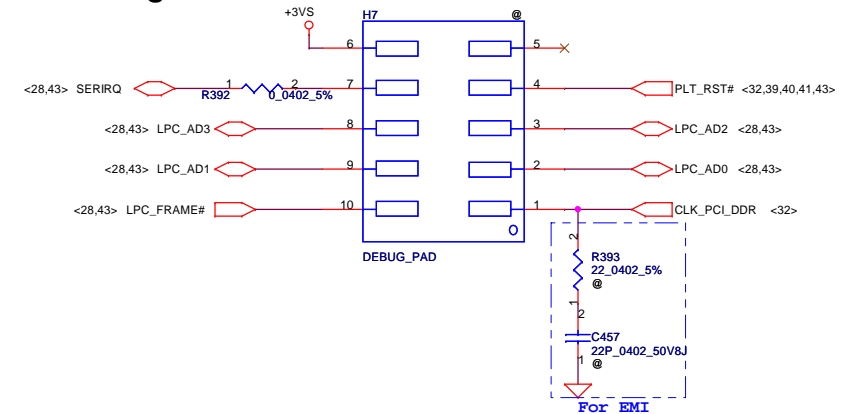 +3VS
H7
@
6
5
<28,43> SERIRQ
1
2
R392
0_0402_5%
7
4
PLT_RST# <32,39,40,41,43>
<28,43> LPC_AD3
8
3
LPC_AD2 <28,43>
<28,43> LPC_AD1
9
2
LPC_AD0 <28,43>
<28,43> LPC_FRAME#
10
1
CLK_PCI_DDR <32>
DEBUG_PAD
2
R393
22_0402_5%
@
1
2
C457
22P_0402_50V8J
1
@
For EMI